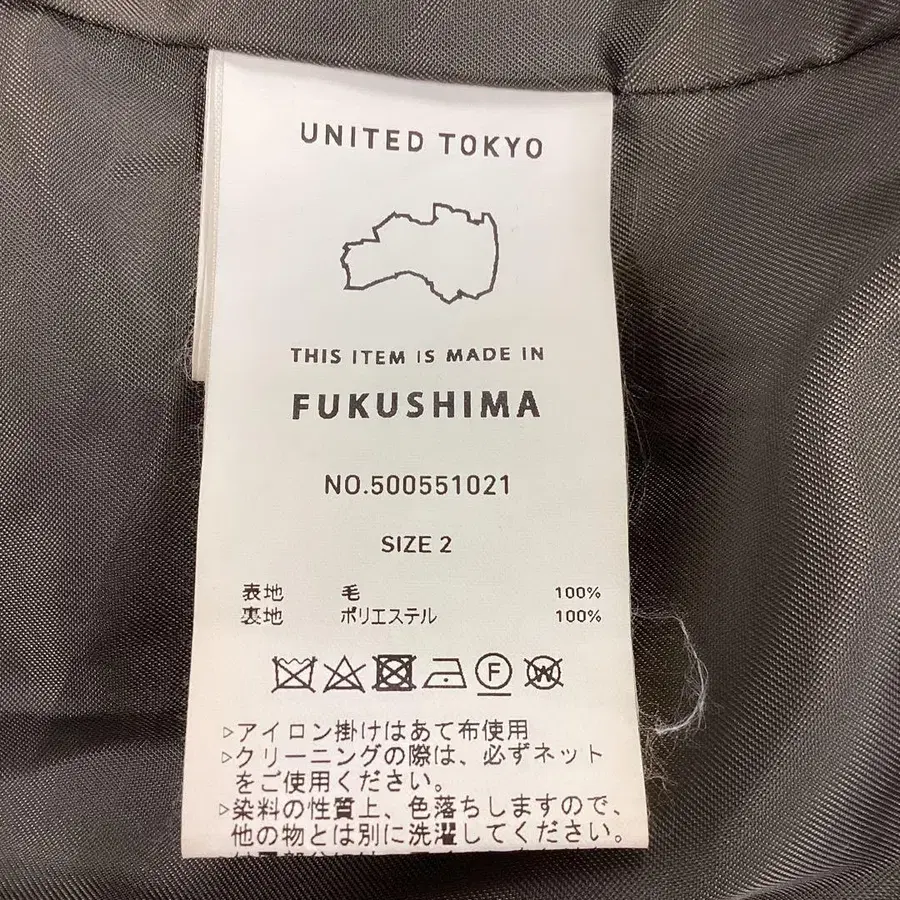 UNITED TOKYO
THIS ITEM IS MADE IN
FUKUSHIMA
NO.500551021
SIZE 2
表地 毛 100%
裏地 ポリエステル 100%
F
W
▷アイロン掛けはあて布使用
▷クリーニングの際は、必ずネット
をご使用ください。
▷染料の性質上、色落ちしますので、
他の物とは別に洗濯してください。